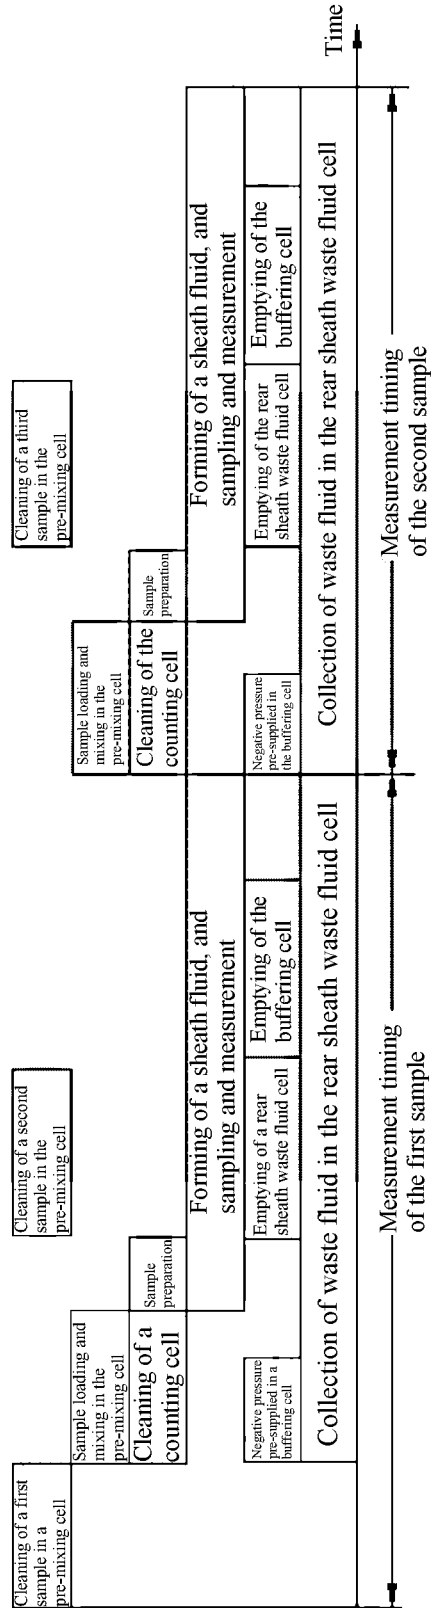 Cleaning of a first
sample in a
pre-mixing cell
Cleaning of a second
sample in the
pre-mixing cell
Cleaning of a third
sample in the
pre-mixing cell
Sample loading and
mixing in the
pre-mixing cell
Sample loading and
mixing in the
pre-mixing cell
Cleaning of a
counting cell
Sample
preparation
Cleaning of the
counting cell
Sample
preparation
Forming of a sheath fluid, and
sampling and measurement
Forming of a sheath fluid, and
sampling and measurement
Negative pressure
pre-supplied in a
buffering cell
Emptying of a rear
sheath waste fluid cell
Emptying of the
buffering cell
Negative pressure
pre-supplied in
the buffering cell
Emptying of the rear
sheath waste fluid cell
Emptying of the
buffering cell
Collection of waste fluid in the rear sheath waste fluid cell
Collection of waste fluid in the rear sheath waste fluid cell
Time
Measurement timing
of the first sample
Measurement timing
of the second sample